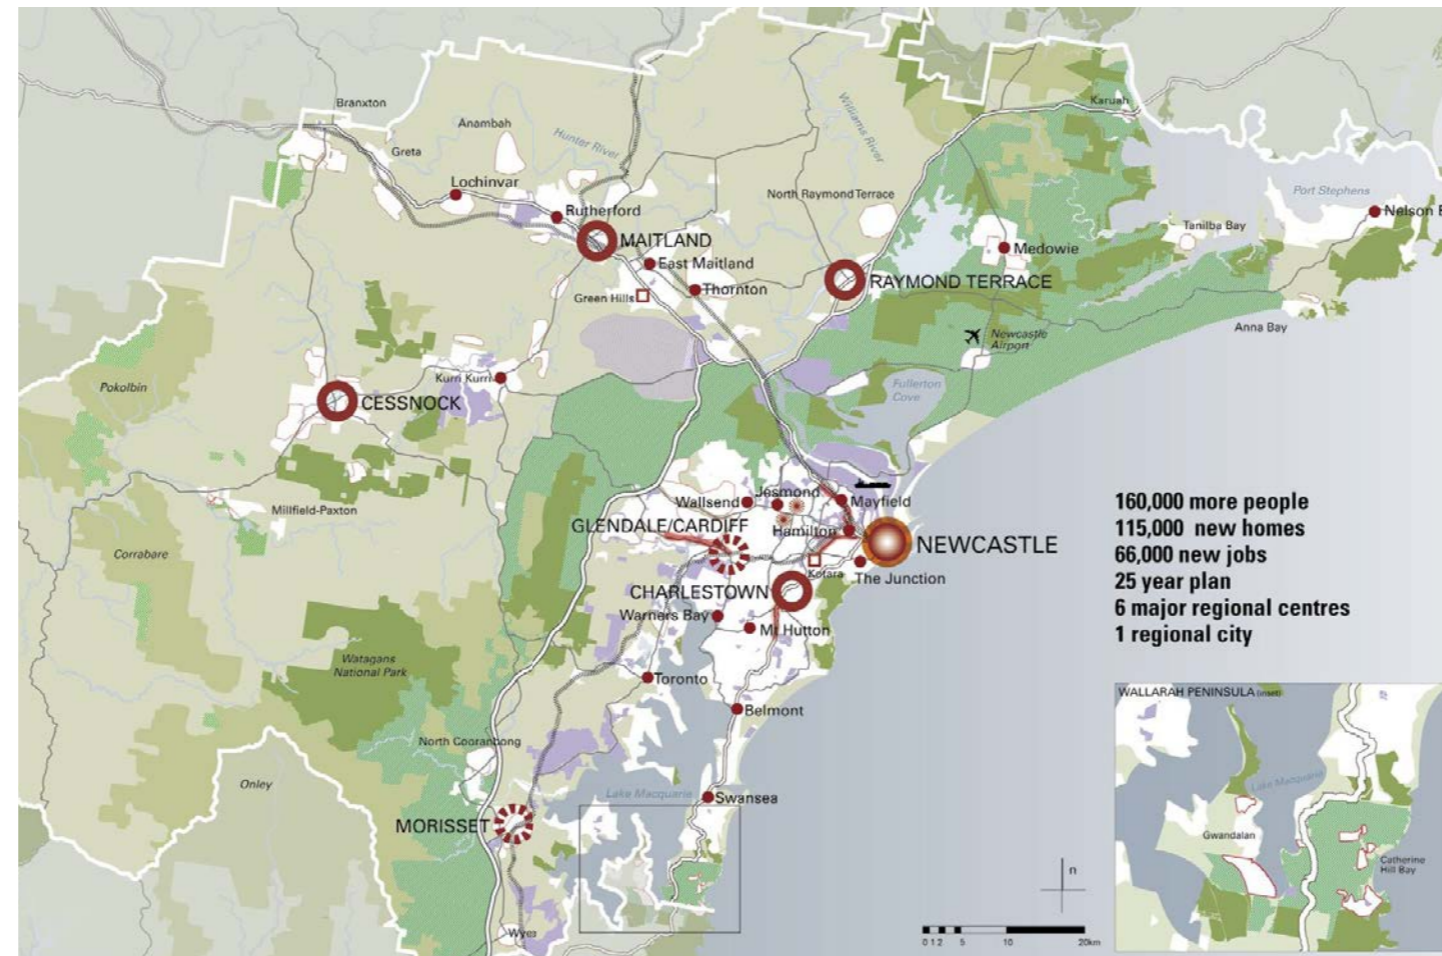 Branxton
Karuah
Anambah
Williams River
Hunter River
Greta
Lochinvar
North Raymond Terrace
Port Stephens
Rutherford
Nelson B
Tanilba Bay
MAITLAND
Medowie
East Maitland
RAYMOND TERRACE
Thornton
Green Hills
Anna Bay
Newcastle
Airport
Kurri Kurri
Pokolbin
Fullerton
Cove
CESSNOCK
Jesmond
Wallsend
Mayfield
Millfield-Paxton
GLENDALE/CARDIFF
Hamilton
NEWCASTLE
Corrabare
Kotara
The Junction
CHARLESTOWN
Warners Bay
Mt Hutton
160,000 more people
115,000 new homes
66,000 new jobs
25 year plan
6 major regional centres
1 regional city
Watagans
National Park
Toronto
Belmont
North Cooranbong
Onley
Lake Macquarie
Swansea
MORISSET
Wyee
n
0 1 2 5 10 20km
WALLARAH PENINSULA (inset)
Lake Macquarie
Gwandalan
Catherine
Hill Bay